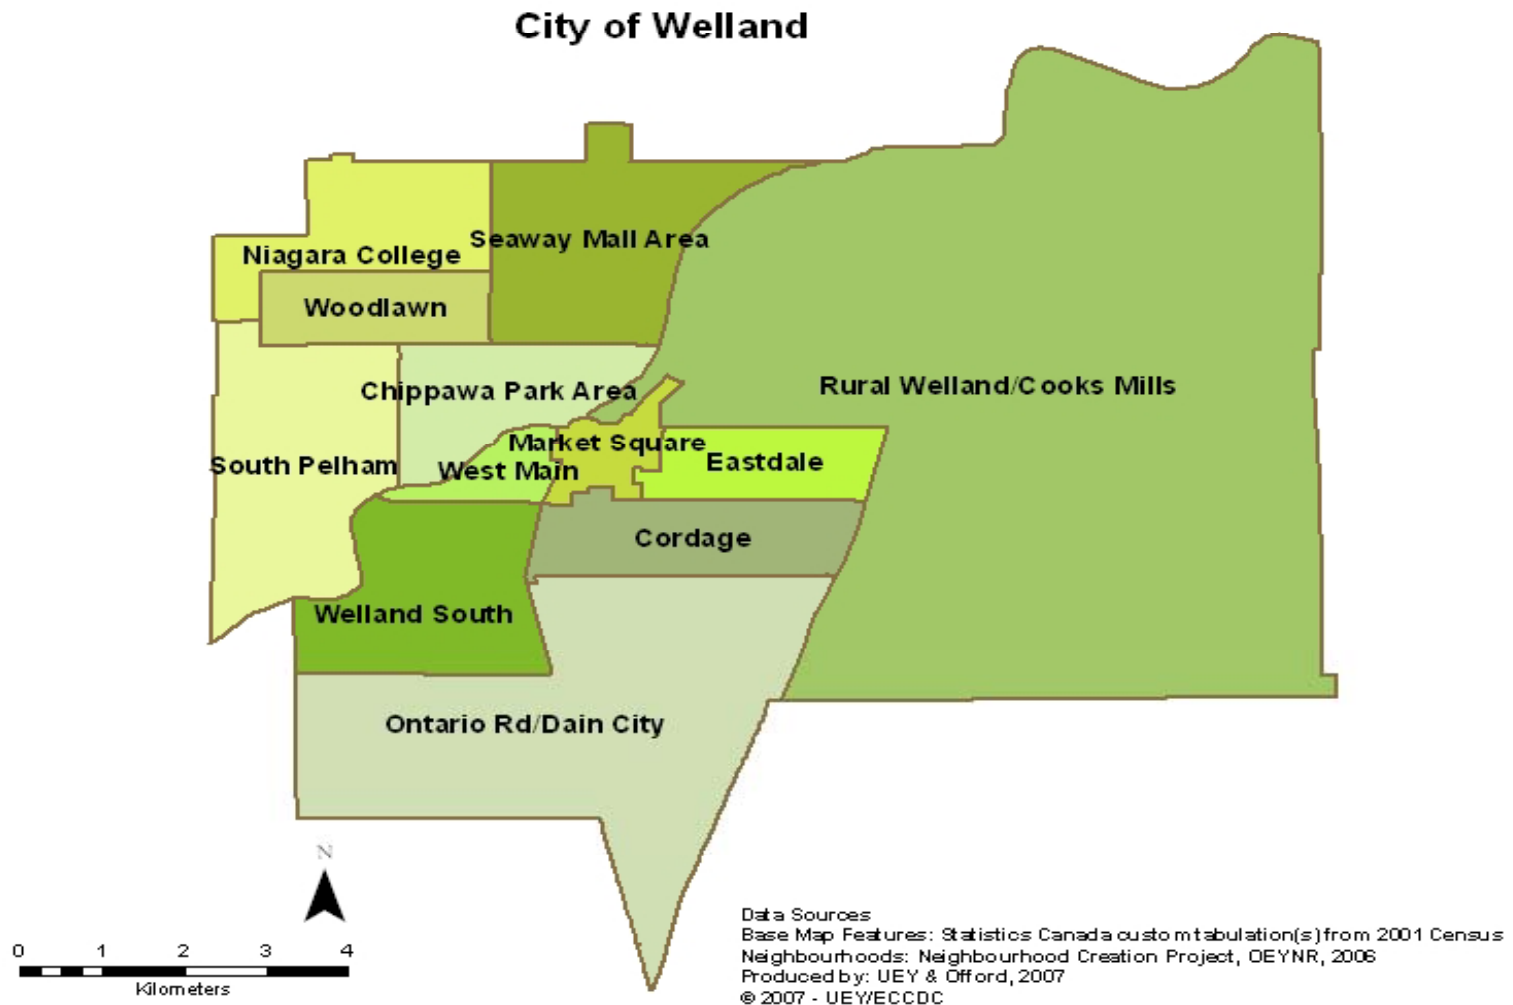 City of Welland
Seaway Mall Area
Niagara College
Woodlawn
Rural Welland/Cooks Mills
Chippawa Park Area
Market Square
Eastdale
South Pelham
West Main
Cordage
Welland South
Ontario Rd/Dain City
N
0 1 2 3 4
Kilometers
Data Sources
Base Map Features: Statistics Canada custom tabulation(s) from 2001 Census
Neighbourhoods: Neighbourhood Creation Project, OEYNR, 2006
Produced by: UEY & Offord, 2007
© 2007 - UEY/ECCDC